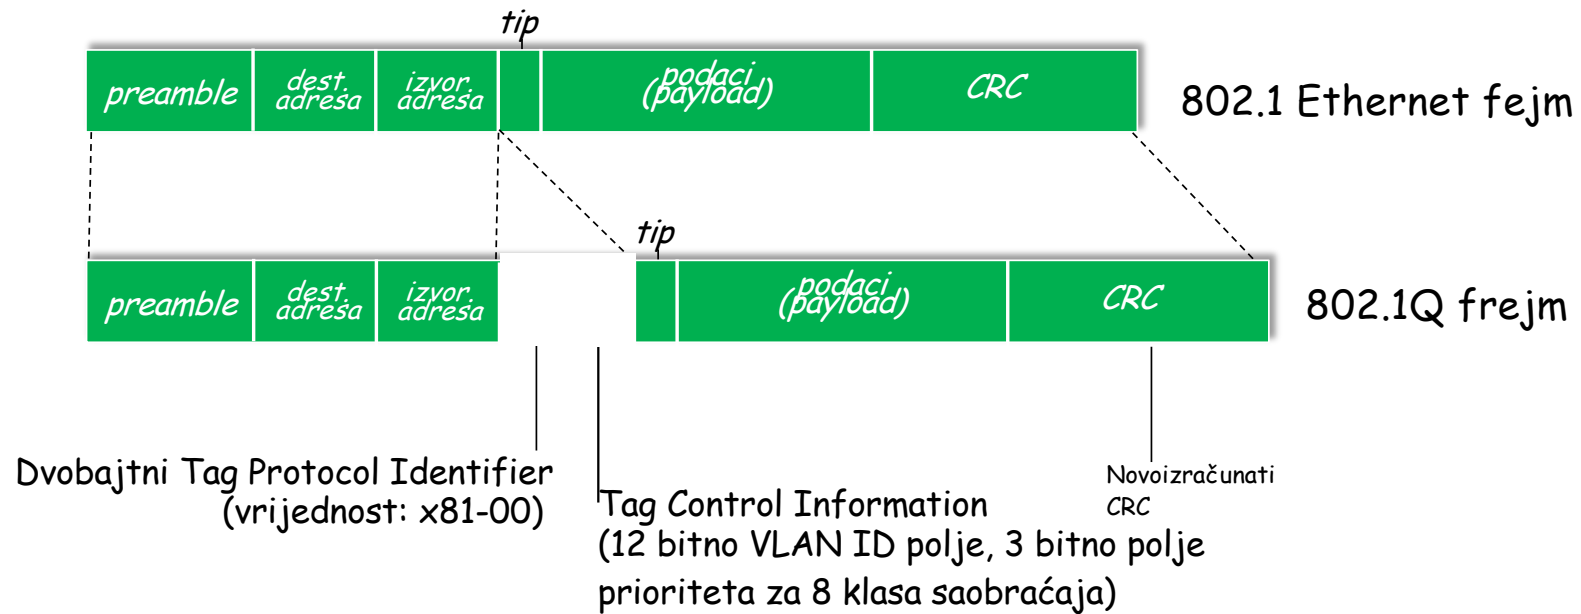 tip
preamble
dest.
adresa
izvor.
adresa
podaci
(payload)
CRC
802.1 Ethernet fejm
tip
preamble
dest.
adresa
izvor.
adresa
podaci
(payload)
CRC
802.1Q frejm
Dvobajtni Tag Protocol Identifier
(vrijednost: x81-00)
Tag Control Information
(12 bitno VLAN ID polje, 3 bitno polje
prioriteta za 8 klasa saobraćaja)
Novoizračunati
CRC